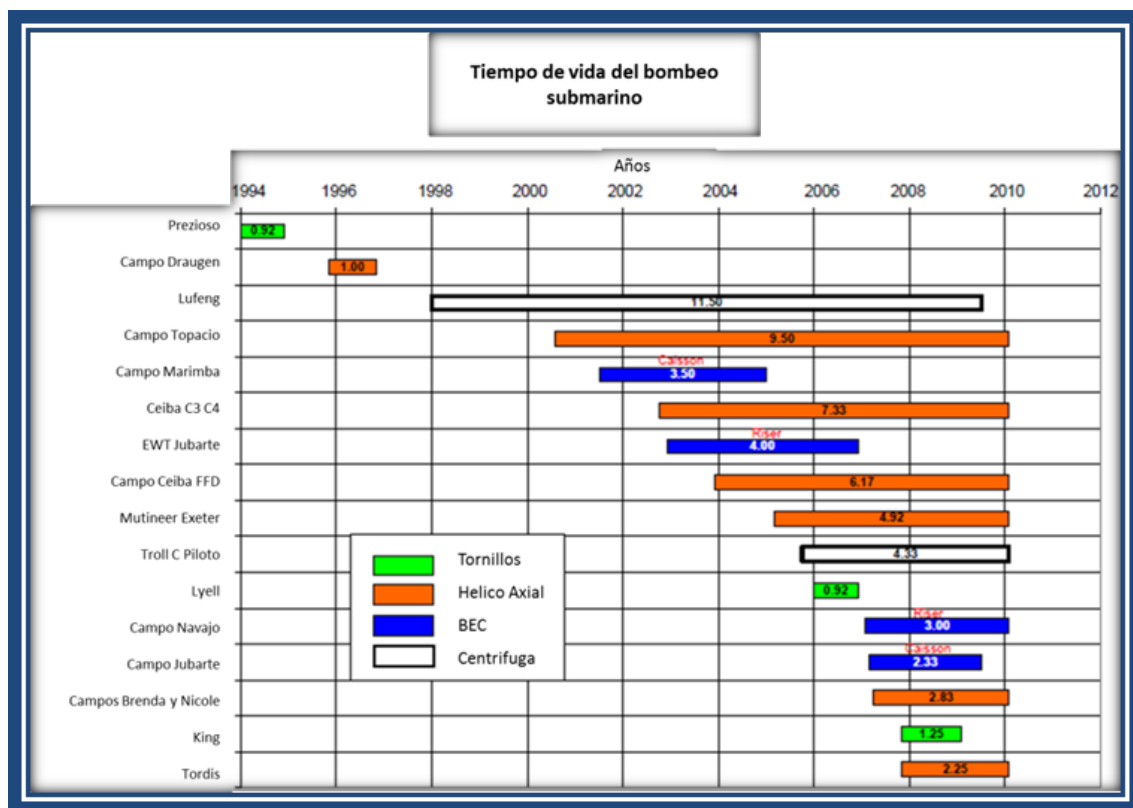 Tiempo de vida del bombeo
submarino
Años
1994 1996 1998 2000 2002 2004 2006 2008 2010 2012
Prezioso 0.92
Campo Draugen 1.00
Lufeng 11.50
Campo Topacio 9.50
Caisson
Campo Marimba 3.50
Ceiba C3 C4 7.33
Riser
EWT Jubarte 4.00
Campo Ceiba FFD 6.17
Mutineer Exeter 4.92
Troll C Piloto 4.33
Lyell 0.92
Riser
Campo Navajo 3.00
Caisson
Campo Jubarte 2.33
Campos Brenda y Nicole 2.83
King 1.25
Tordis 2.25
Tornillos
Helico Axial
BEC
Centrifuga